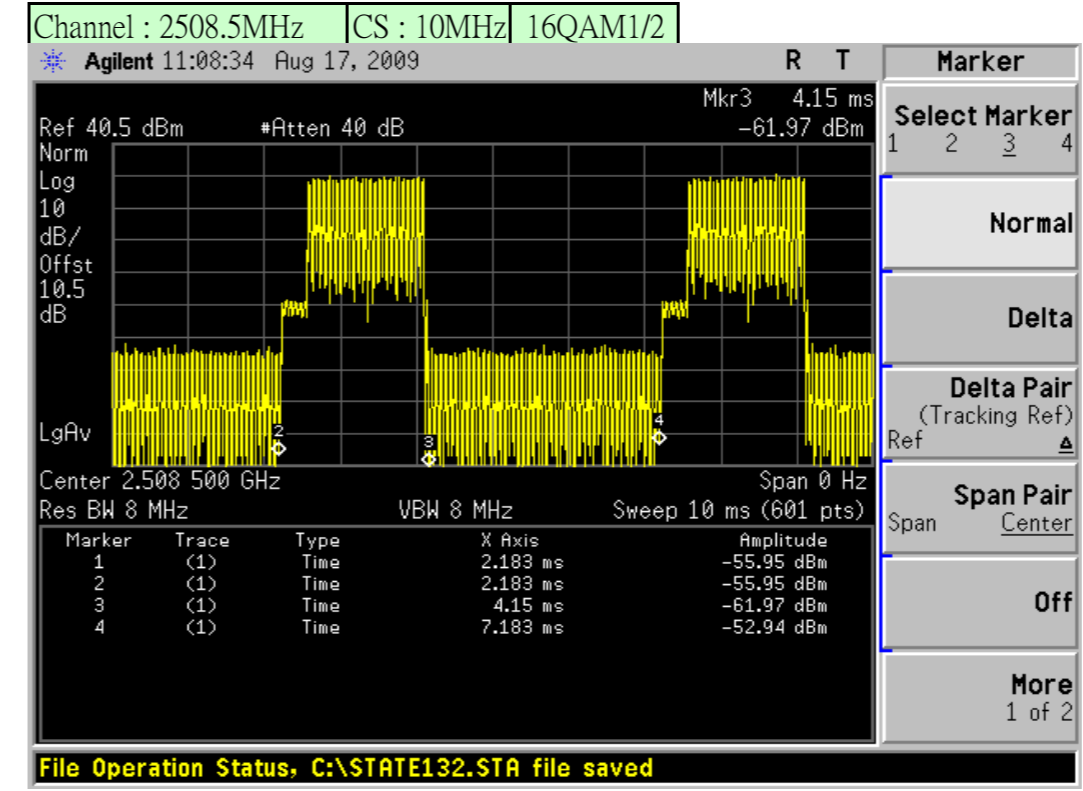 Channel : 2508.5MHz CS : 10MHz 16QAM1/2
Agilent 11:08:34 Aug 17, 2009 R T
Mkr3 4.15 ms
Ref 40.5 dBm #Atten 40 dB -61.97 dBm
Norm
Log
10
dB/
Offst
10.5
dB
LgAv
2
3
4
Center 2.508 500 GHz Span 0 Hz
Res BW 8 MHz VBW 8 MHz Sweep 10 ms (601 pts)
Marker Trace Type X Axis Amplitude
1 (1) Time 2.183 ms -55.95 dBm
2 (1) Time 2.183 ms -55.95 dBm
3 (1) Time 4.15 ms -61.97 dBm
4 (1) Time 7.183 ms -52.94 dBm
Marker
Select Marker
1 2 3 4
Normal
Delta
Delta Pair
(Tracking Ref)
Ref Δ
Span Pair
Span Center
Off
More
1 of 2
File Operation Status, C:\STATE132.STA file saved